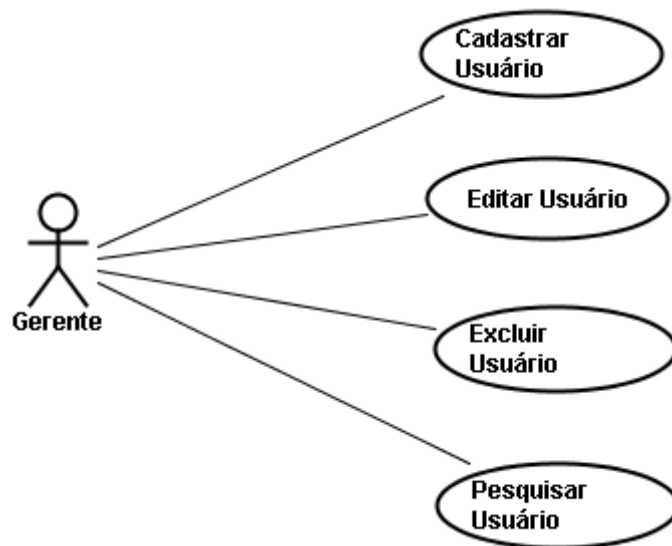 Cadastrar
Usuário
Editar Usuário
Gerente
Excluir
Usuário
Pesquisar
Usuário